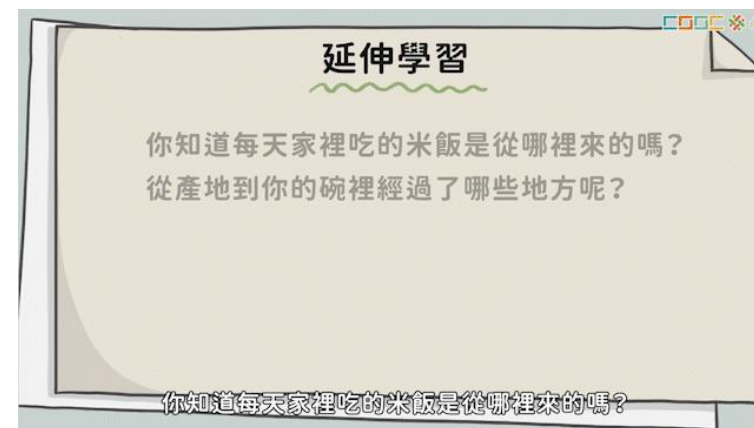 COOC
延伸學習
你知道每天家裡吃的米飯是從哪裡來的嗎？
從產地到你的碗裡經過了哪些地方呢？
你知道每天家裡吃的米飯是從哪裡來的嗎？